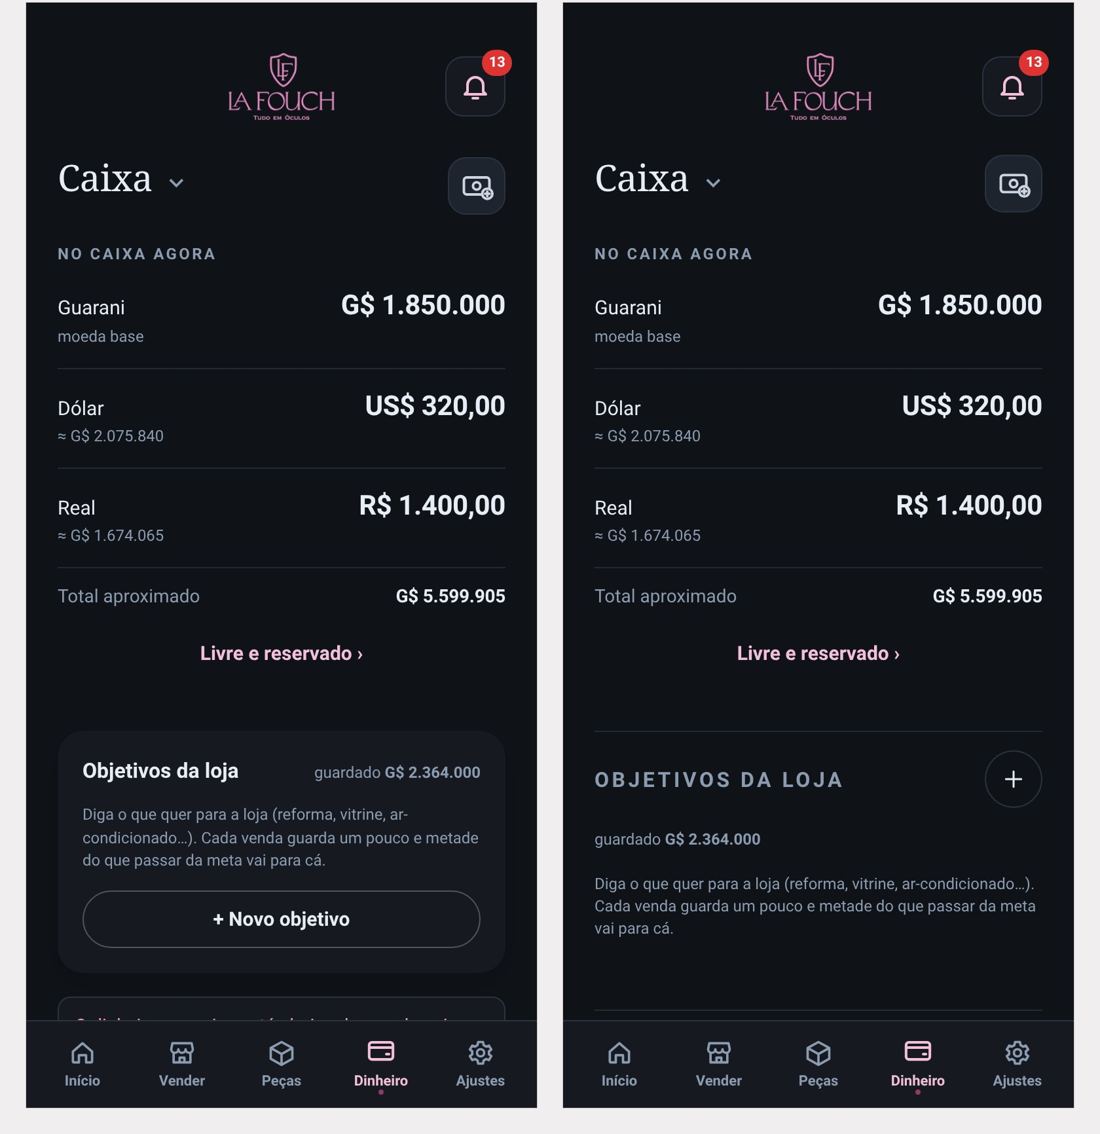 LF
LA FOUCH
TUDO EM ÓCULOS
13
Caixa
NO CAIXA AGORA
Guarani
G$ 1.850.000
moeda base
Dólar
US$ 320,00
≈ G$ 2.075.840
Real
R$ 1.400,00
≈ G$ 1.674.065
Total aproximado
G$ 5.599.905
Livre e reservado ›
Objetivos da loja
guardado G$ 2.364.000
Diga o que quer para a loja (reforma, vitrine, ar-
condicionado…). Cada venda guarda um pouco e metade
do que passar da meta vai para cá.
+ Novo objetivo
Início
Vender
Peças
Dinheiro
Ajustes
LF
LA FOUCH
TUDO EM ÓCULOS
13
Caixa
NO CAIXA AGORA
Guarani
G$ 1.850.000
moeda base
Dólar
US$ 320,00
≈ G$ 2.075.840
Real
R$ 1.400,00
≈ G$ 1.674.065
Total aproximado
G$ 5.599.905
Livre e reservado ›
OBJETIVOS DA LOJA
+
guardado G$ 2.364.000
Diga o que quer para a loja (reforma, vitrine, ar-condicionado…).
Cada venda guarda um pouco e metade do que passar da meta
vai para cá.
Início
Vender
Peças
Dinheiro
Ajustes